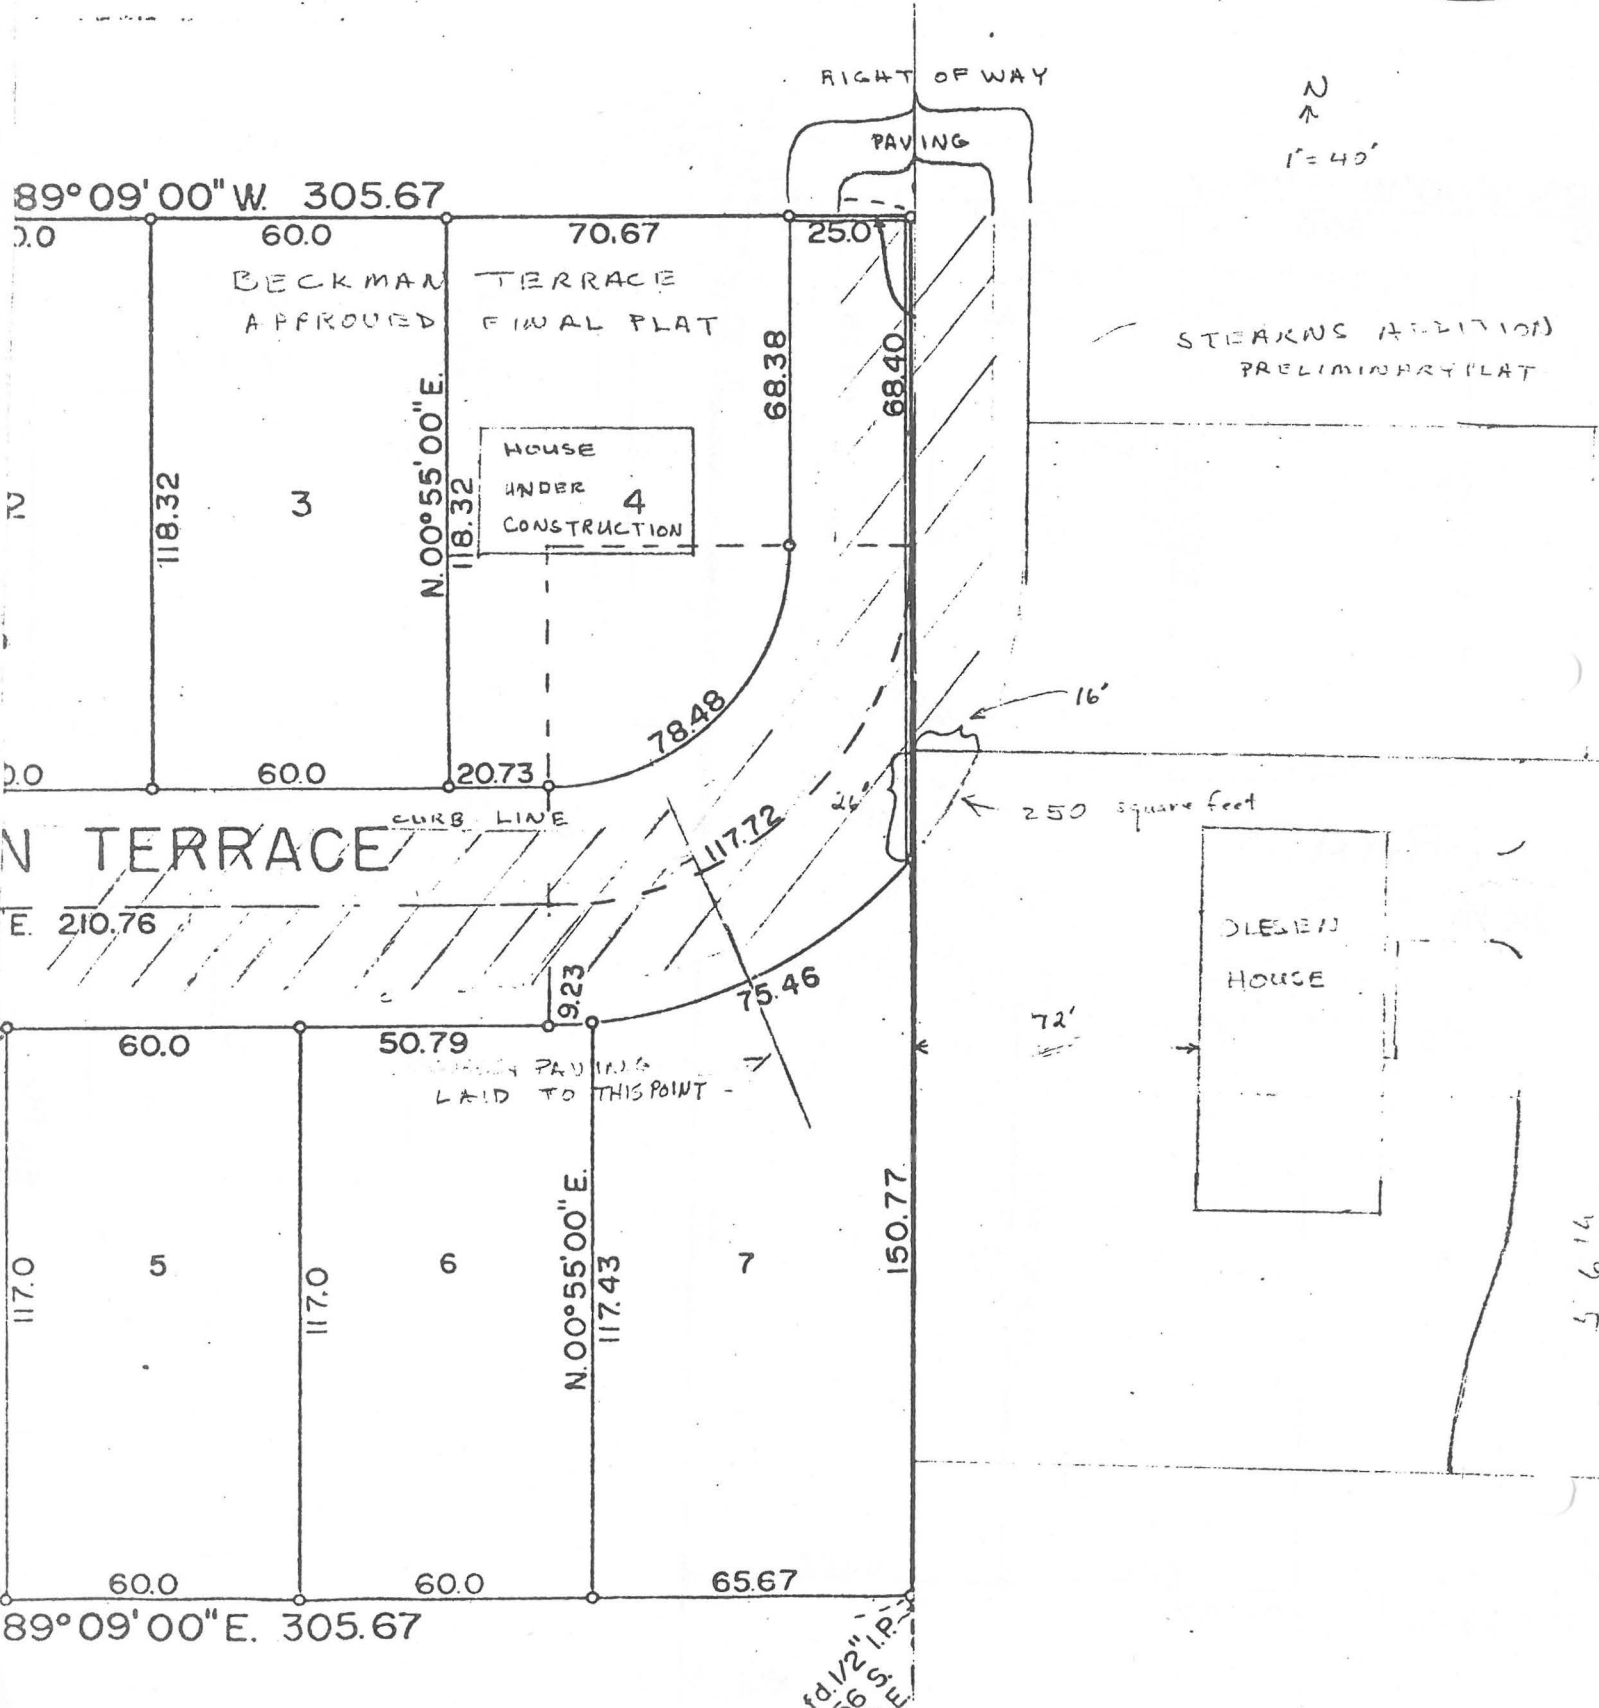 RIGHT OF WAY
N
1" = 40'
PAVING
89°09'00"W. 305.67
60.0
70.67
25.0
BECKMAN TERRACE
APPROVED FINAL PLAT
STEARNS ADDITION
PRELIMINARY PLAT
68.38
68.40
N.00°55'00"E.
118.32
118.32
HOUSE
UNDER
CONSTRUCTION
3
4
16'
78.48
60.0
20.73
26'
250 square feet
CURB LINE
N TERRACE
117.72
E. 210.76
OLESEN
HOUSE
9.23
75.46
72'
60.0
50.79
PAVING
LAID TO THIS POINT
150.77
N.00°55'00"E.
117.43
117.0
117.0
5
6
7
60.0
60.0
65.67
89°09'00"E. 305.67
fd. 1/2" I.P.
S.
E.